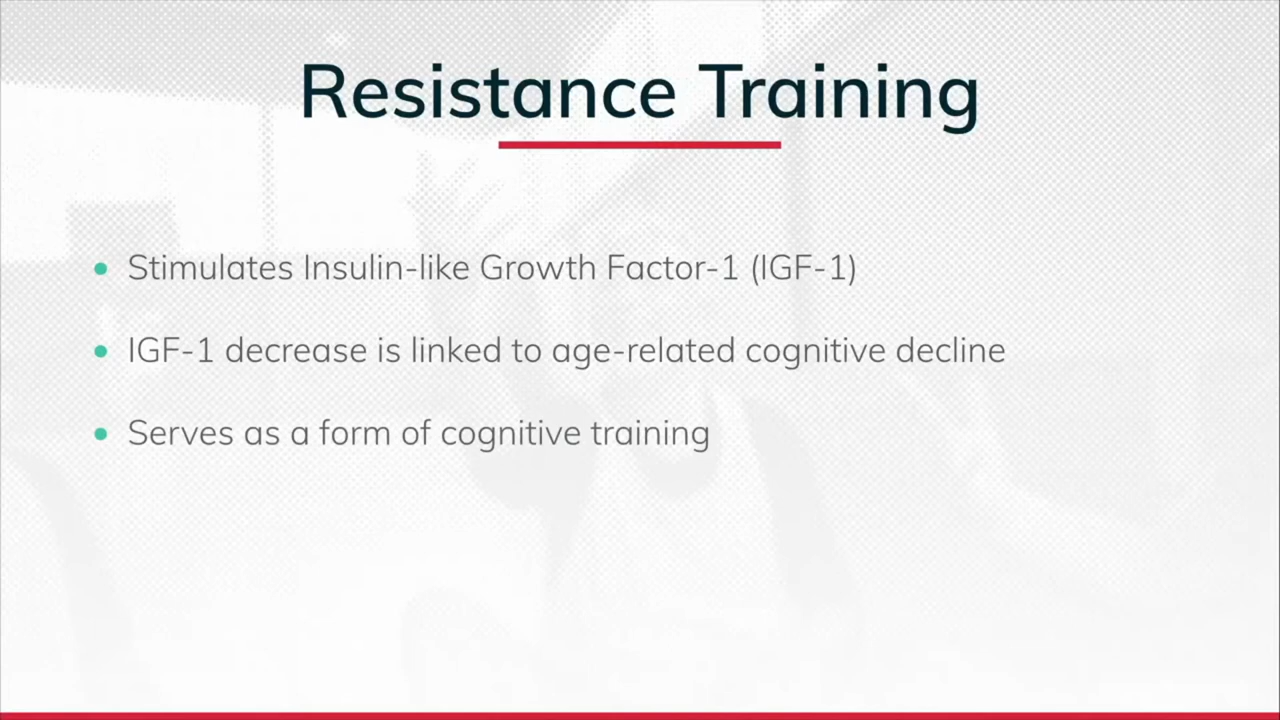 Resistance Training
Stimulates Insulin-like Growth Factor-1 (IGF-1)
IGF-1 decrease is linked to age-related cognitive decline
Serves as a form of cognitive training